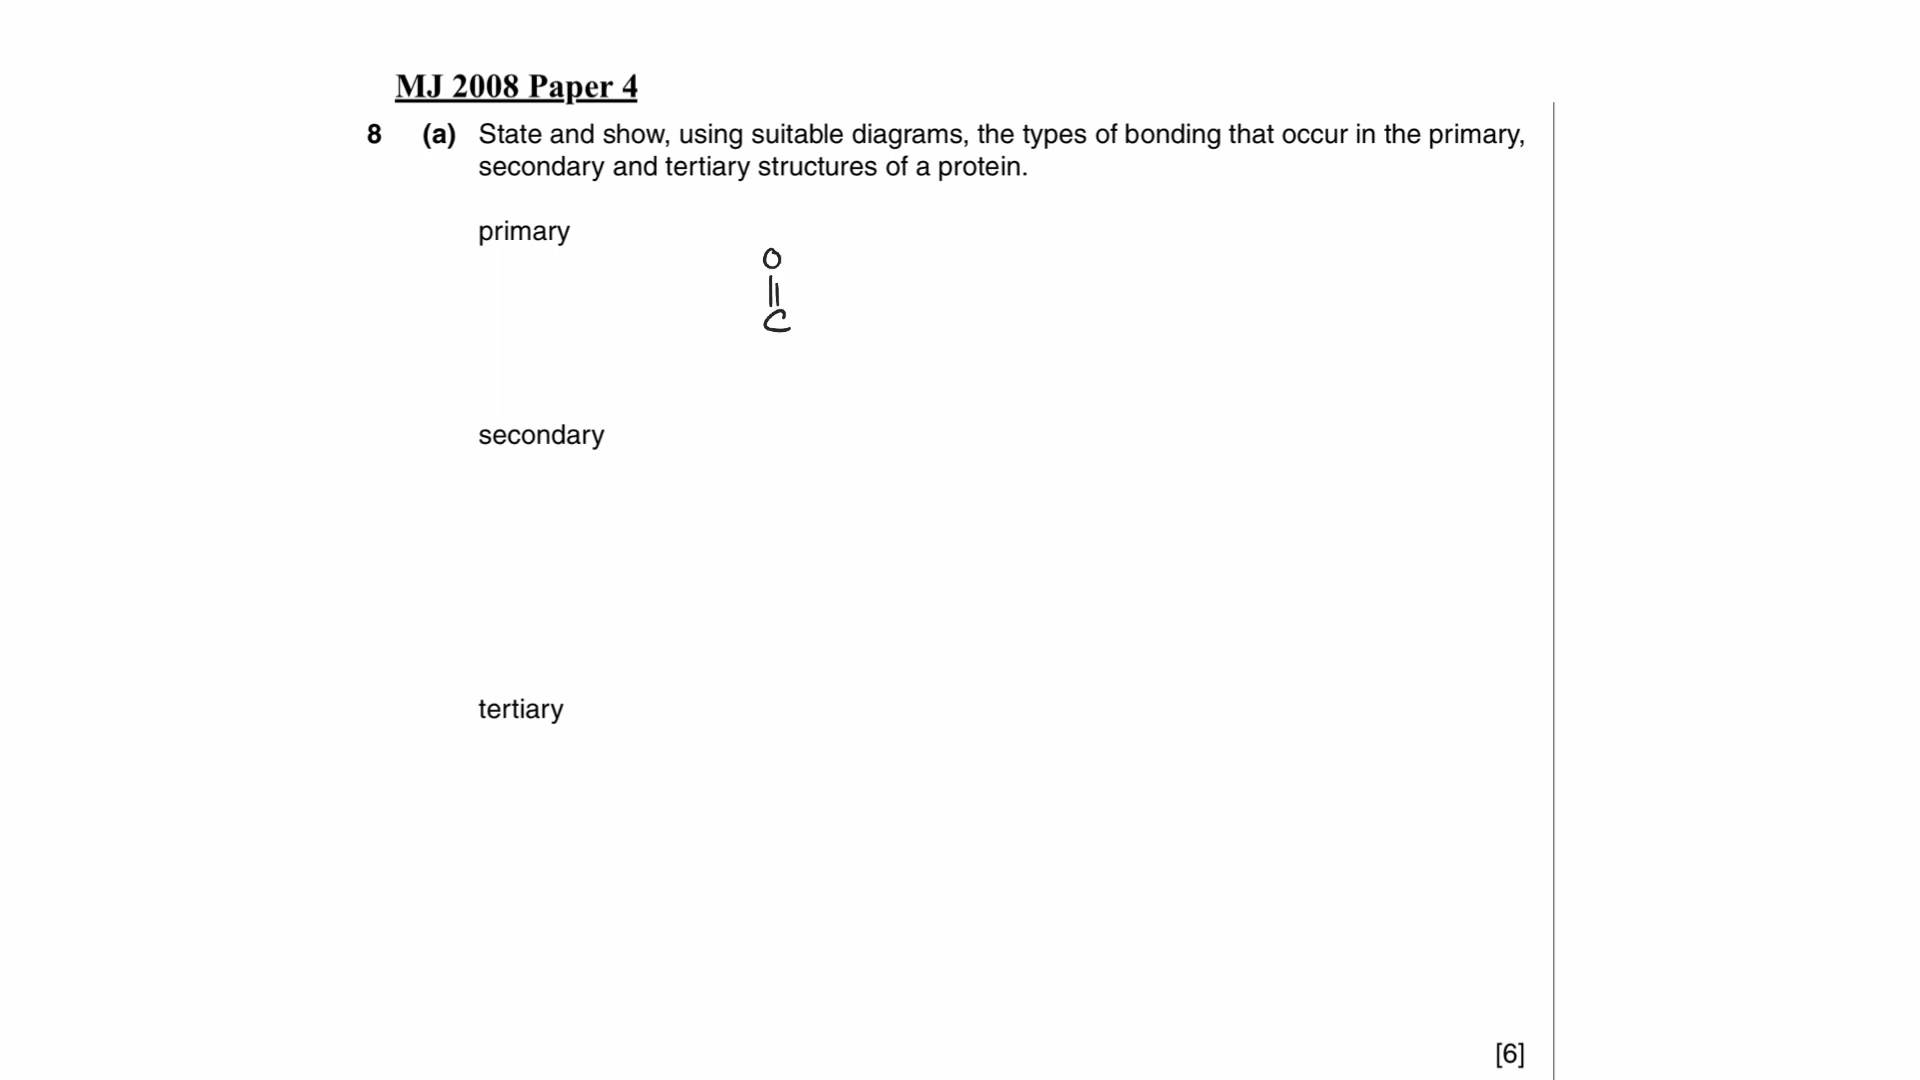 MJ 2008 Paper 4
8 (a) State and show, using suitable diagrams, the types of bonding that occur in the primary,
secondary and tertiary structures of a protein.
primary
O
||
C
secondary
tertiary
[6]